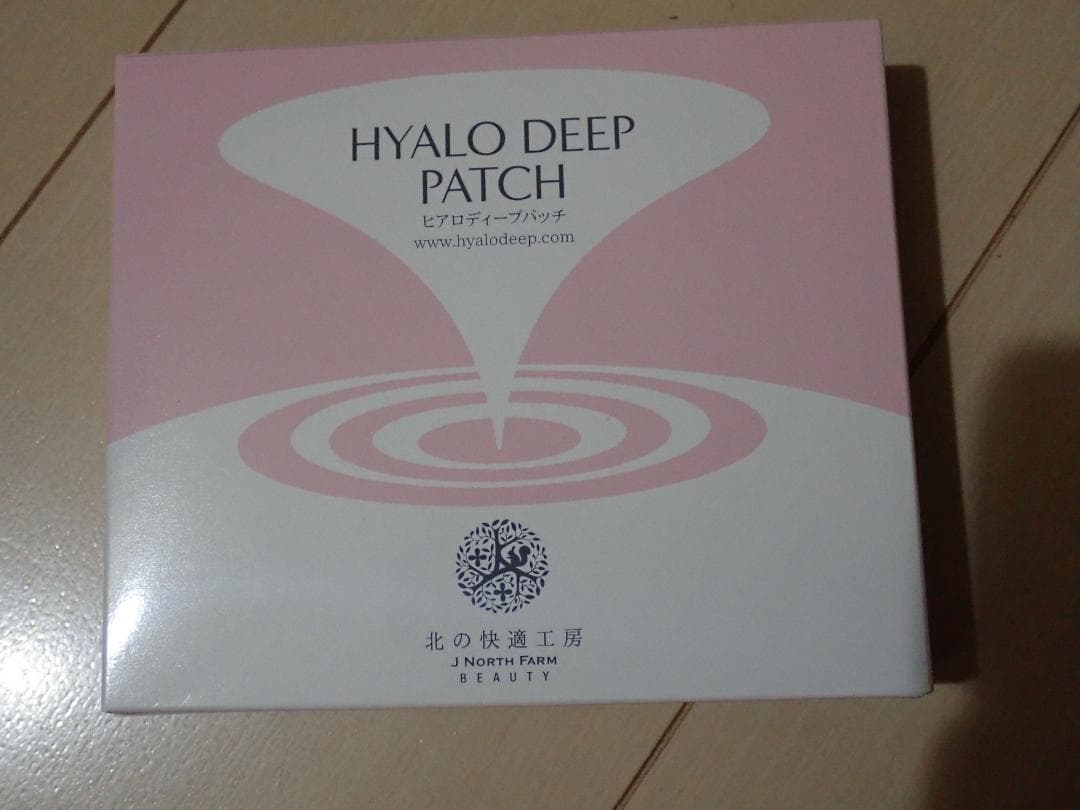 HYALO DEEP
PATCH
ヒアロディープパッチ
www.hyalodeep.com
北の快適工房
J NORTH FARM
BEAUTY